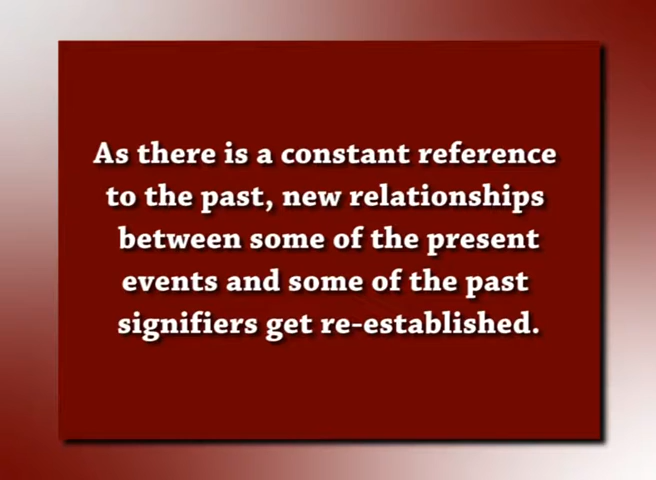 As there is a constant reference
to the past, new relationships
between some of the present
events and some of the past
signifiers get re-established.